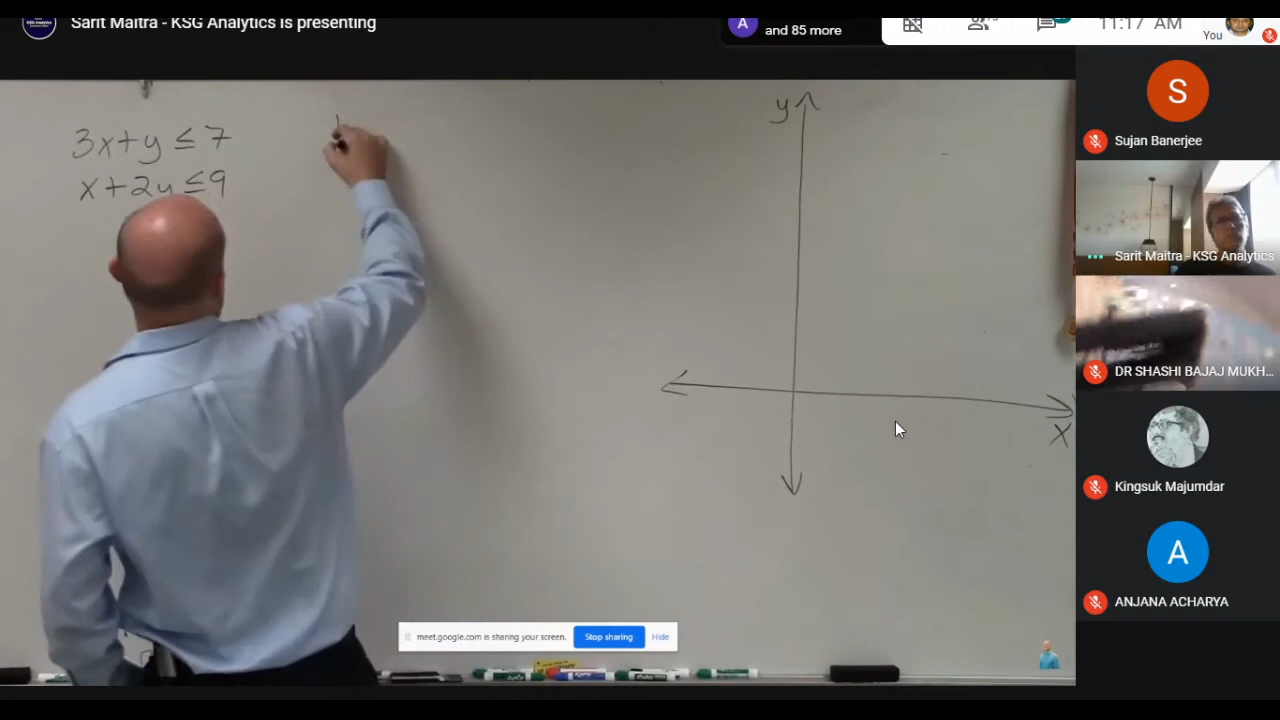 Sarit Maitra - KSG Analytics is presenting
A
and 85 more
11:17 AM
You
3x+y ≤ 7
x+2y ≤ 9
y
X
S
Sujan Banerjee
Sarit Maitra - KSG Analytics
DR SHASHI BAJAJ MUKH...
Kingsuk Majumdar
A
ANJANA ACHARYA
meet.google.com is sharing your screen.
Stop sharing
Hide